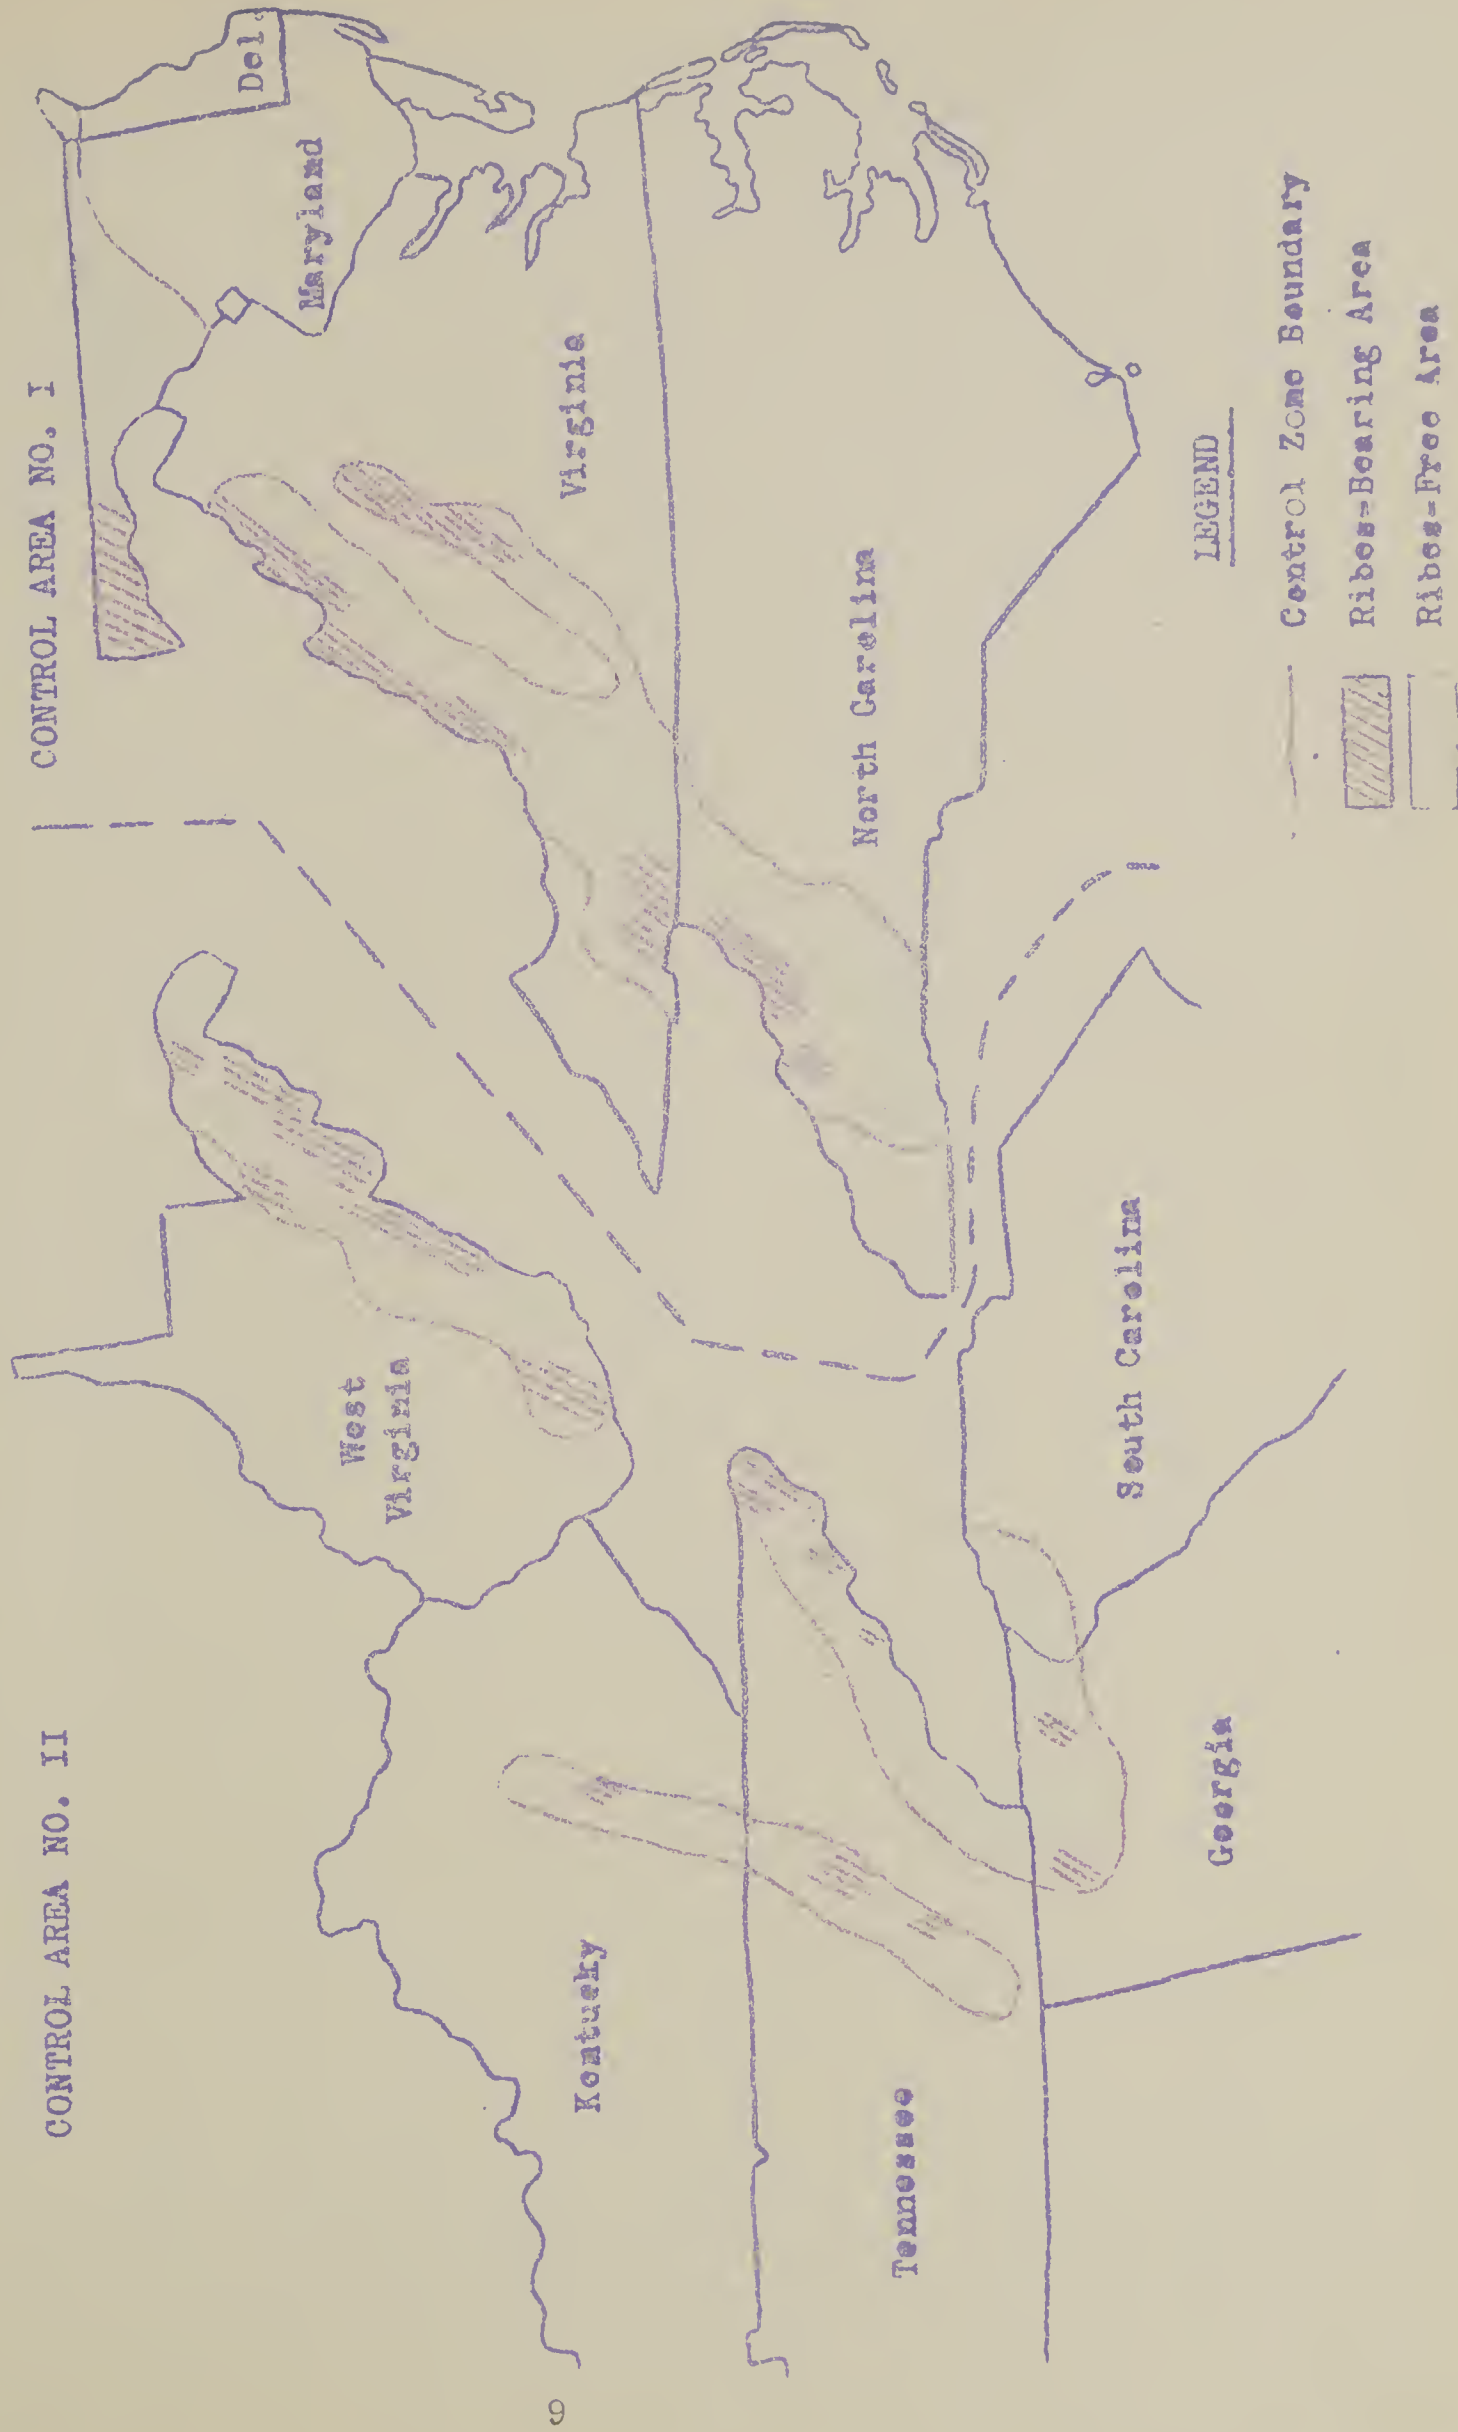 CONTROL AREA NO. II
CONTROL AREA NO. I
West
Virginia
Kentucky
Tennessee
Georgia
South Carolina
Del.
Maryland
Virginia
North Carolina
LEGEND
Control Zone Boundary
Ribes-Bearing Area
Ribes-Free Area
9